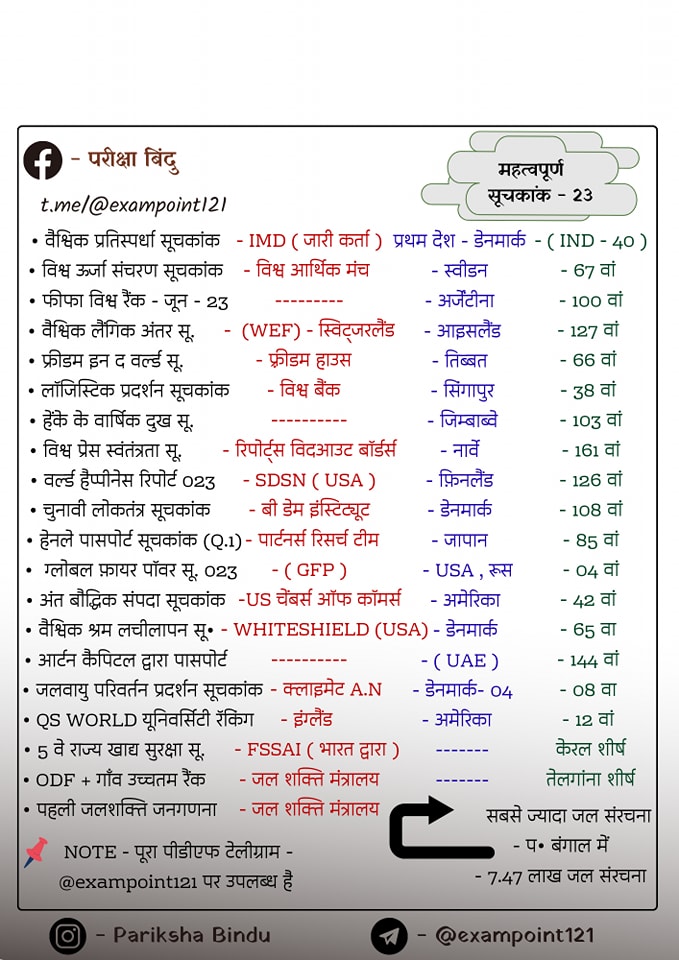 - परीक्षा बिंदु
महत्वपूर्ण
सूचकांक - 23
t.me/@exampoint121
• वैश्विक प्रतिस्पर्धा सूचकांक - IMD ( जारी कर्ता ) प्रथम देश - डेनमार्क - ( IND - 40 )
• विश्व ऊर्जा संचरण सूचकांक - विश्व आर्थिक मंच - स्वीडन - 67 वां
• फीफा विश्व रैंक - जून - 23 --------- - अर्जेंटीना - 100 वां
• वैश्विक लैंगिक अंतर सू. - (WEF) - स्विट्जरलैंड - आइसलैंड - 127 वां
• फ्रीडम इन द वर्ल्ड सू. - फ़्रीडम हाउस - तिब्बत - 66 वां
• लॉजिस्टिक प्रदर्शन सूचकांक - विश्व बैंक - सिंगापुर - 38 वां
• हेंके के वार्षिक दुख सू. ---------- - जिम्बाब्वे - 103 वां
• विश्व प्रेस स्वंतंत्रता सू. - रिपोर्ट्स विदआउट बॉर्डर्स - नार्वे - 161 वां
• वर्ल्ड हैप्पीनेस रिपोर्ट 023 - SDSN ( USA ) - फ़िनलैंड - 126 वां
• चुनावी लोकतंत्र सूचकांक - बी डेम इंस्टिट्यूट - डेनमार्क - 108 वां
• हेनले पासपोर्ट सूचकांक (Q.1) - पार्टनर्स रिसर्च टीम - जापान - 85 वां
• ग्लोबल फ़ायर पॉवर सू. 023 - ( GFP ) - USA , रूस - 04 वां
• अंत बौद्धिक संपदा सूचकांक -US चेंबर्स ऑफ कॉमर्स - अमेरिका - 42 वां
• वैश्विक श्रम लचीलापन सू• - WHITESHIELD (USA) - डेनमार्क - 65 वा
• आर्टन कैपिटल द्वारा पासपोर्ट ---------- - ( UAE ) - 144 वां
• जलवायु परिवर्तन प्रदर्शन सूचकांक - क्लाइमेट A.N - डेनमार्क- 04 - 08 वा
• QS WORLD यूनिवर्सिटी रॅकिंग - इंग्लैंड - अमेरिका - 12 वां
• 5 वे राज्य खाद्य सुरक्षा सू. - FSSAI ( भारत द्वारा ) ------- केरल शीर्ष
• ODF + गाँव उच्चतम रैंक - जल शक्ति मंत्रालय ------- तेलगांना शीर्ष
• पहली जलशक्ति जनगणना - जल शक्ति मंत्रालय
सबसे ज्यादा जल संरचना
- प• बंगाल में
- 7.47 लाख जल संरचना
NOTE - पूरा पीडीएफ टेलीग्राम -
@exampoint121 पर उपलब्ध है
- Pariksha Bindu - @exampoint121